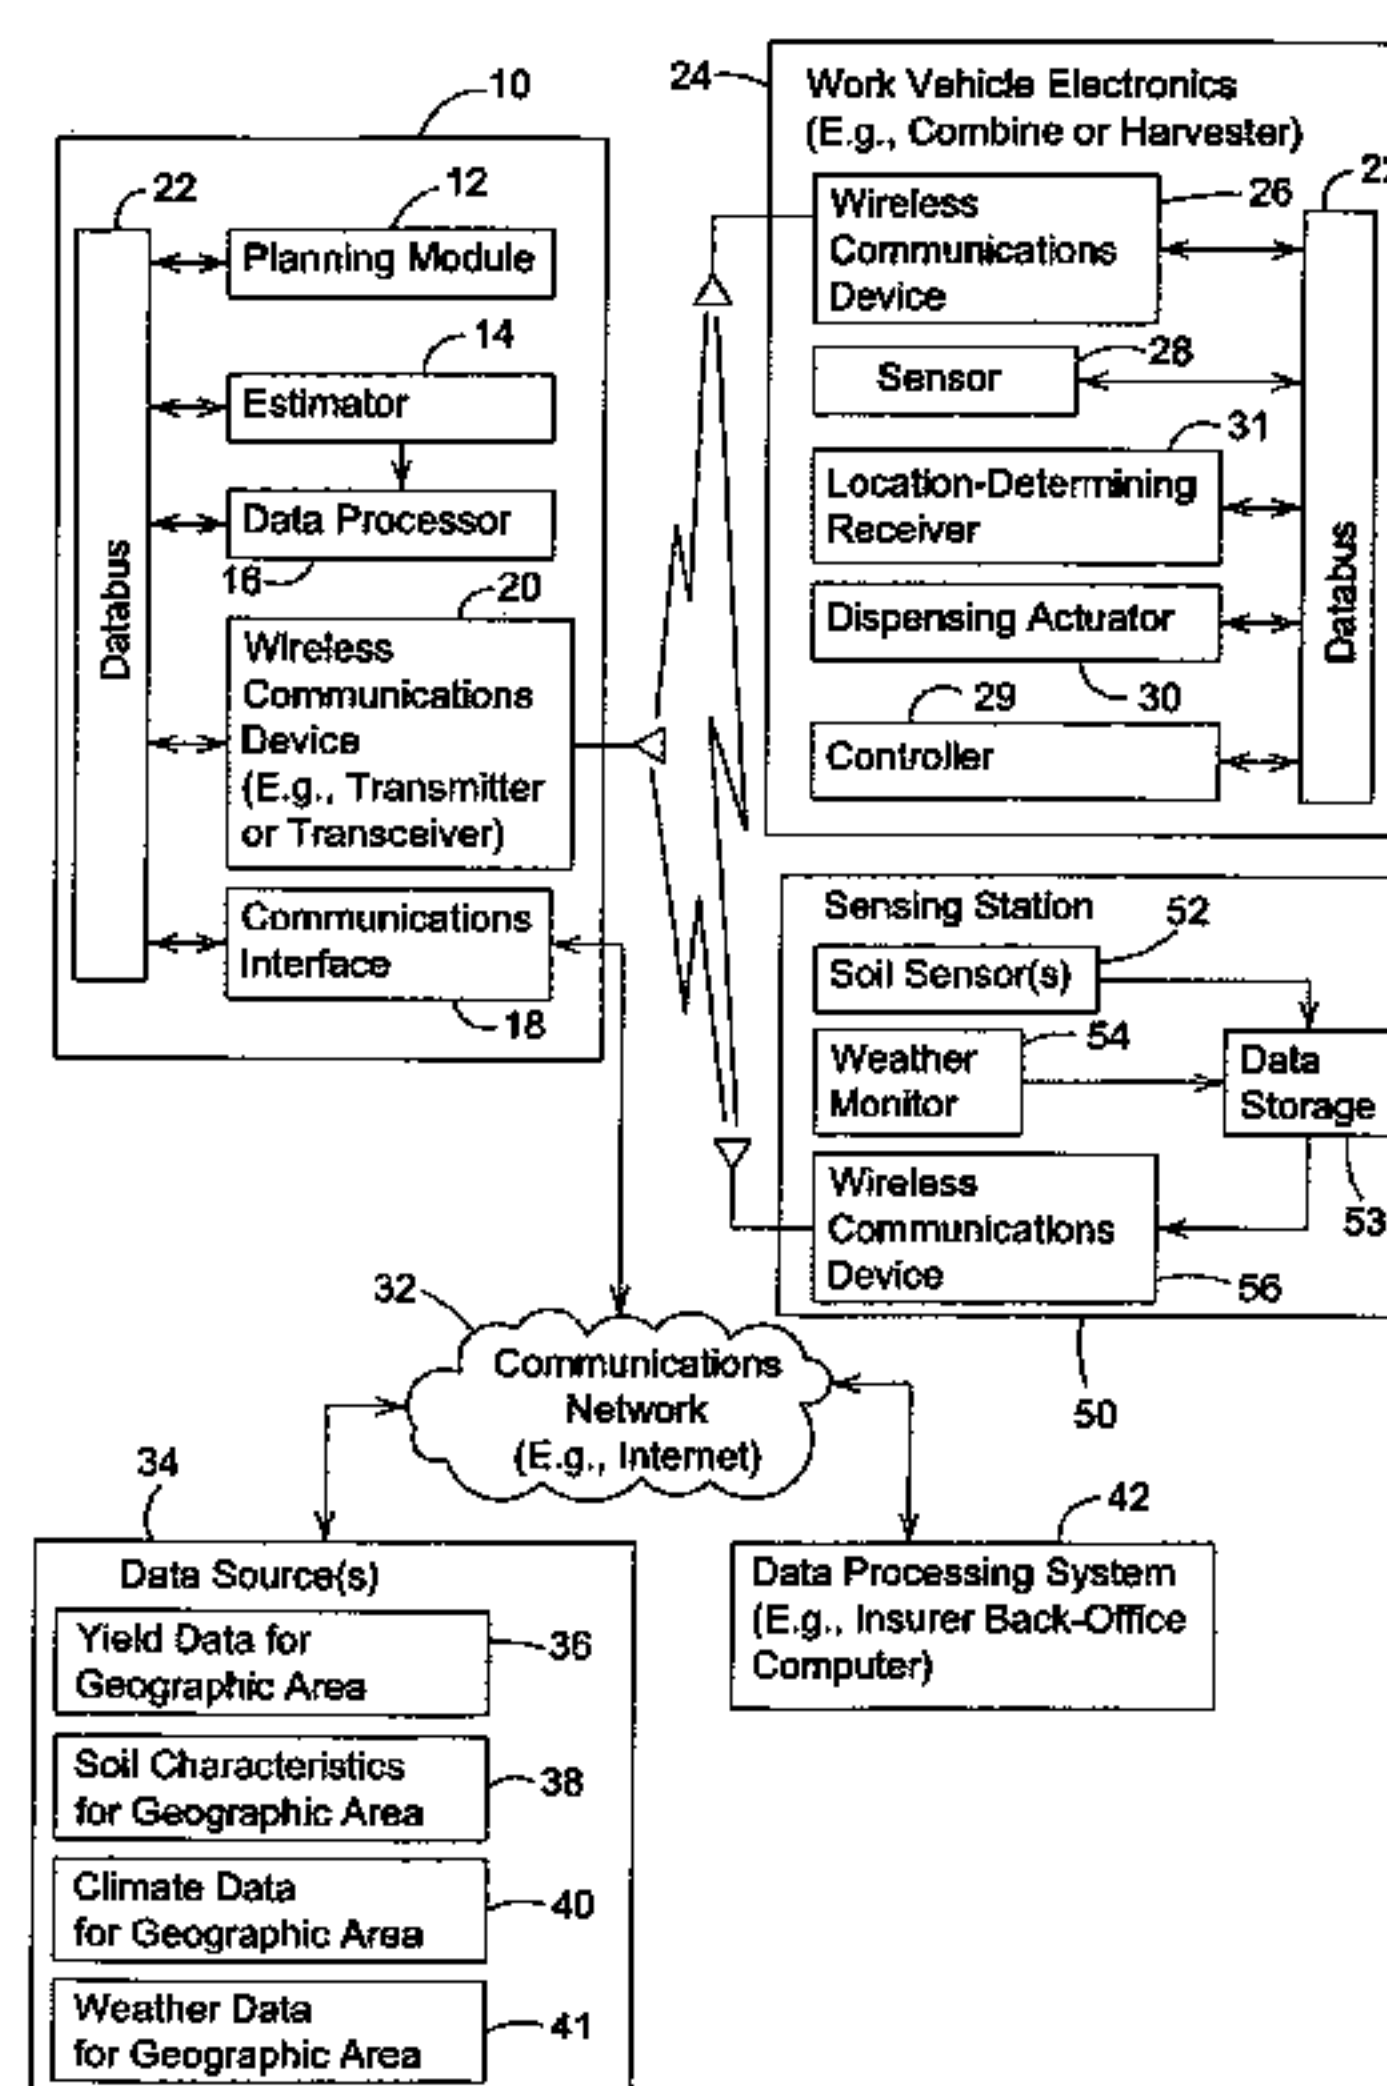 10
22
12
Planning Module
14
Estimator
Data Processor
16
20
Wireless
Communications
Device
(E.g., Transmitter
or Transceiver)
Communications
Interface
18
Databus
24
Work Vehicle Electronics
(E.g., Combine or Harvester)
Wireless
Communications
Device
26
Sensor
28
31
Location-Determining
Receiver
Dispensing Actuator
30
29
Controller
Databus
Sensing Station
52
Soil Sensor(s)
54
Weather
Monitor
Data
Storage
53
Wireless
Communications
Device
56
50
32
Communications
Network
(E.g., Internet)
34
Data Source(s)
Yield Data for
Geographic Area
36
Soil Characteristics
for Geographic Area
38
Climate Data
for Geographic Area
40
Weather Data
for Geographic Area
41
42
Data Processing System
(E.g., Insurer Back-Office
Computer)